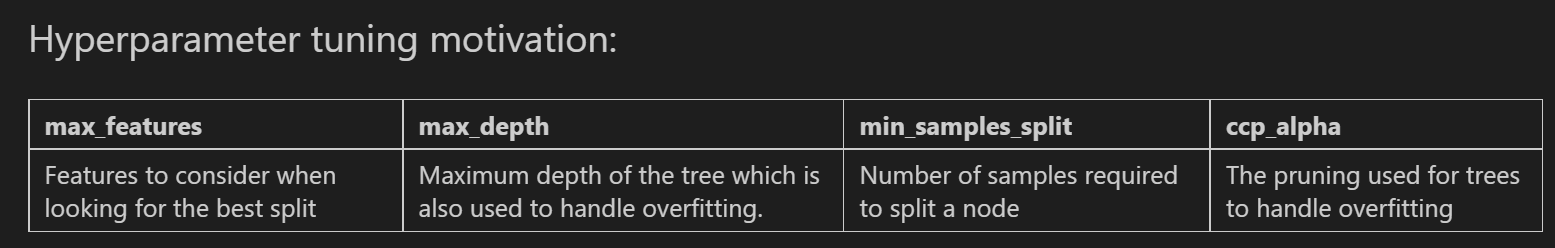 Hyperparameter tuning motivation:
max_features
max_depth
min_samples_split
ccp_alpha
Features to consider when
looking for the best split
Maximum depth of the tree which is
also used to handle overfitting.
Number of samples required
to split a node
The pruning used for trees
to handle overfitting